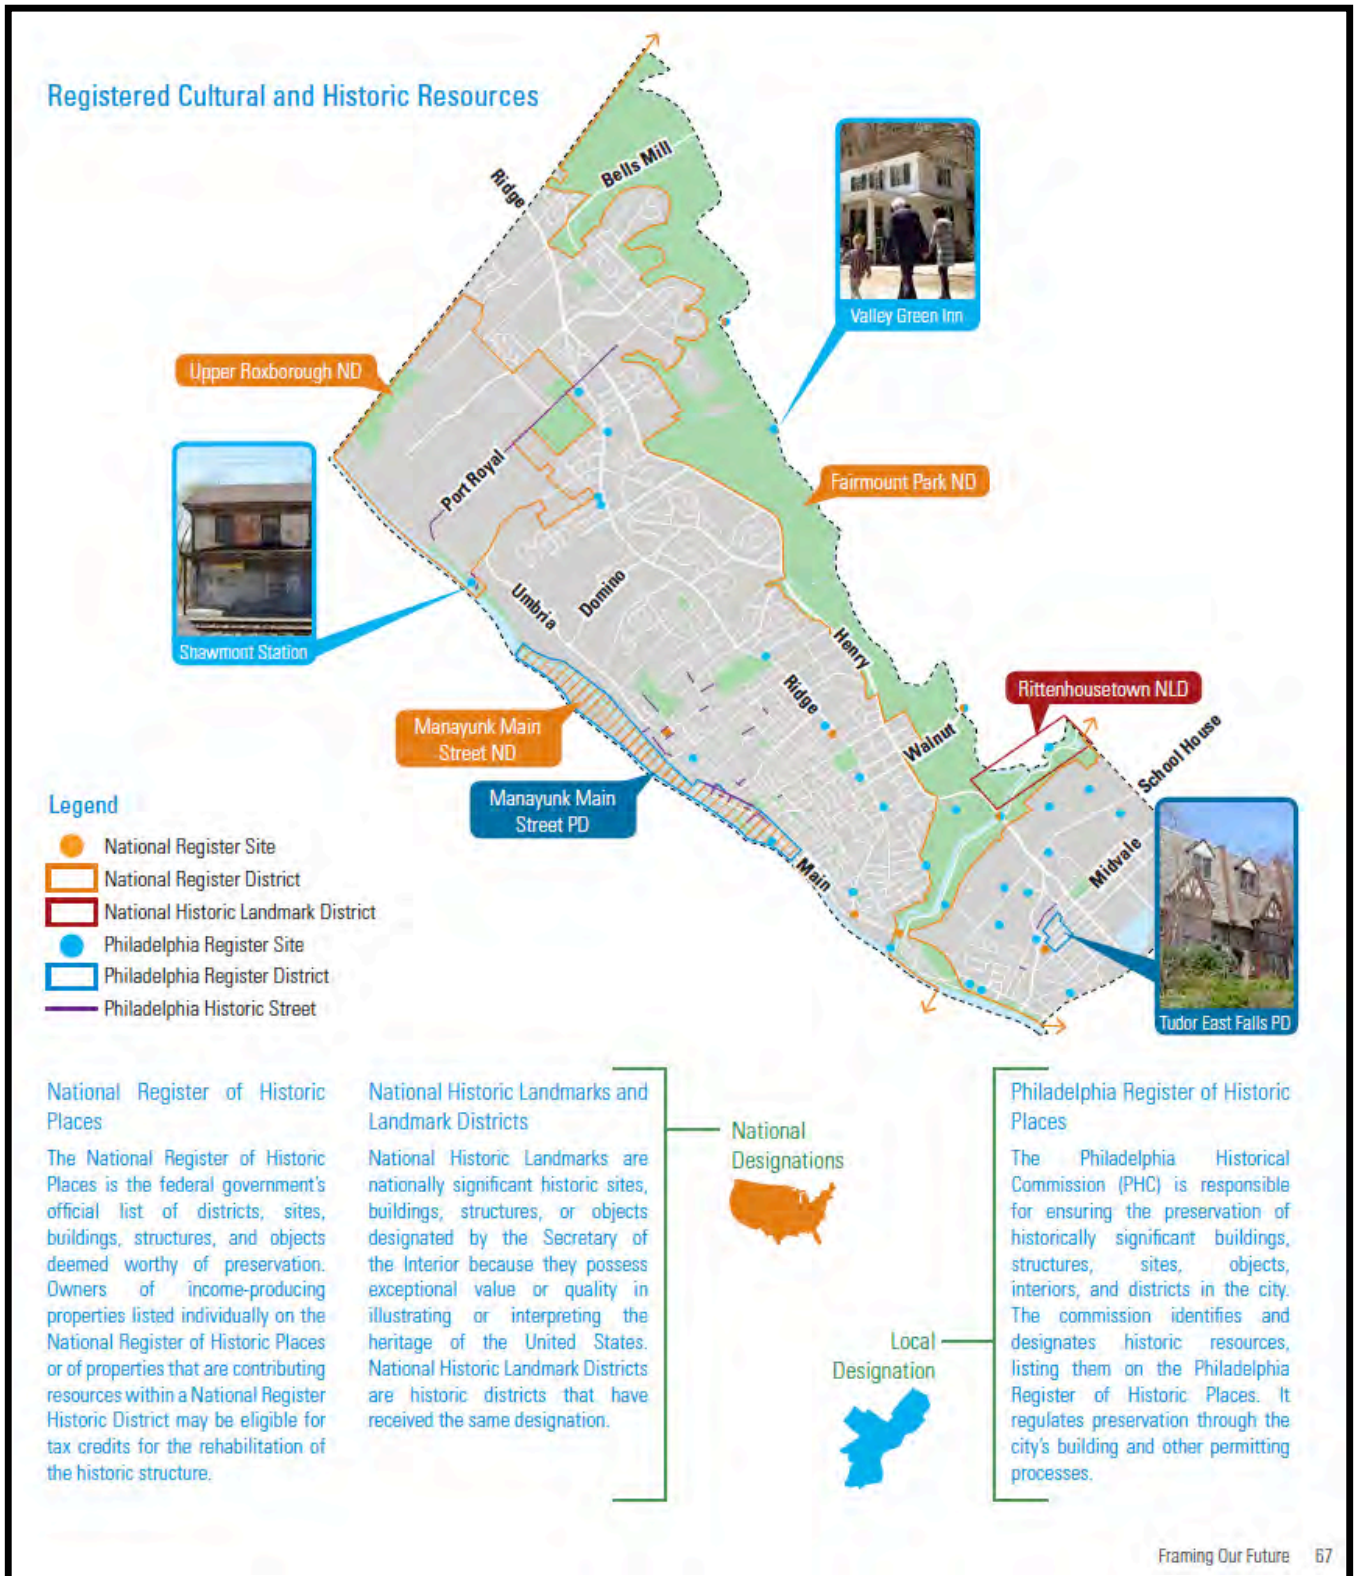 Registered Cultural and Historic Resources
Bells Mill
Ridge
Valley Green Inn
Upper Roxborough ND
Port Royal
Fairmount Park ND
Umbria
Domino
Shawmont Station
Henry
Ridge
Rittenhousetown NLD
Manayunk Main
Street ND
Walnut
School House
Manayunk Main
Street PD
Main
Midvale
Tudor East Falls PD
Legend
National Register Site
National Register District
National Historic Landmark District
Philadelphia Register Site
Philadelphia Register District
Philadelphia Historic Street
National Register of Historic
Places
The National Register of Historic
Places is the federal government's
official list of districts, sites,
buildings, structures, and objects
deemed worthy of preservation.
Owners of income-producing
properties listed individually on the
National Register of Historic Places
or of properties that are contributing
resources within a National Register
Historic District may be eligible for
tax credits for the rehabilitation of
the historic structure.
National Historic Landmarks and
Landmark Districts
National Historic Landmarks are
nationally significant historic sites,
buildings, structures, or objects
designated by the Secretary of
the Interior because they possess
exceptional value or quality in
illustrating or interpreting the
heritage of the United States.
National Historic Landmark Districts
are historic districts that have
received the same designation.
National
Designations
Local
Designation
Philadelphia Register of Historic
Places
The Philadelphia Historical
Commission (PHC) is responsible
for ensuring the preservation of
historically significant buildings,
structures, sites, objects,
interiors, and districts in the city.
The commission identifies and
designates historic resources,
listing them on the Philadelphia
Register of Historic Places. It
regulates preservation through the
city's building and other permitting
processes.
Framing Our Future 67